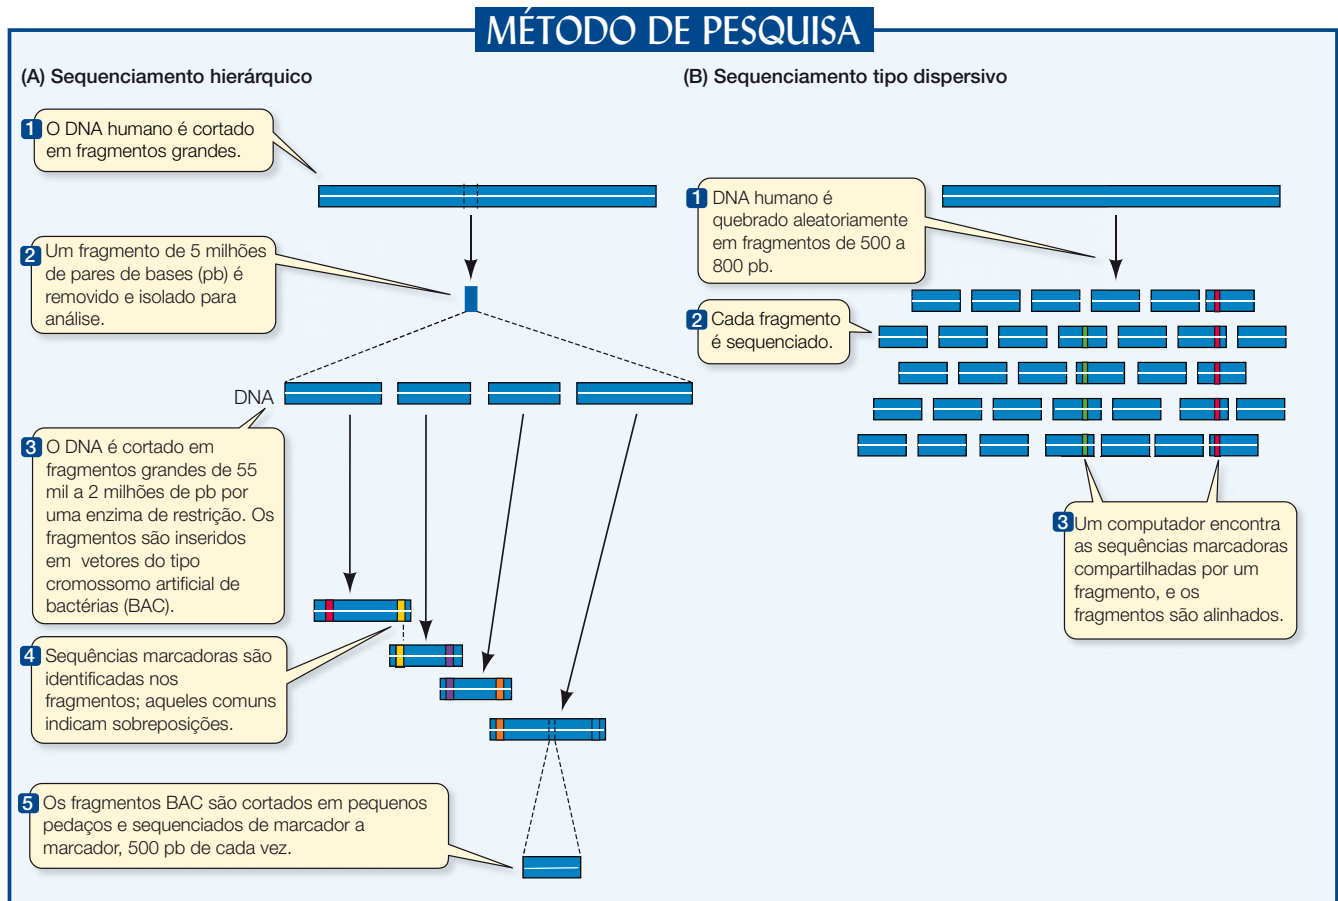 MÉTODO DE PESQUISA
(A) Sequenciamento hierárquico
1 O DNA humano é cortado
em fragmentos grandes.
2 Um fragmento de 5 milhões
de pares de bases (pb) é
removido e isolado para
análise.
DNA
3 O DNA é cortado em
fragmentos grandes de 55
mil a 2 milhões de pb por
uma enzima de restrição. Os
fragmentos são inseridos
em vetores do tipo
cromossomo artificial de
bactérias (BAC).
4 Sequências marcadoras são
identificadas nos
fragmentos; aqueles comuns
indicam sobreposições.
5 Os fragmentos BAC são cortados em pequenos
pedaços e sequenciados de marcador a
marcador, 500 pb de cada vez.
(B) Sequenciamento tipo dispersivo
1 DNA humano é
quebrado aleatoriamente
em fragmentos de 500 a
800 pb.
2 Cada fragmento
é sequenciado.
3 Um computador encontra
as sequências marcadoras
compartilhadas por um
fragmento, e os
fragmentos são alinhados.